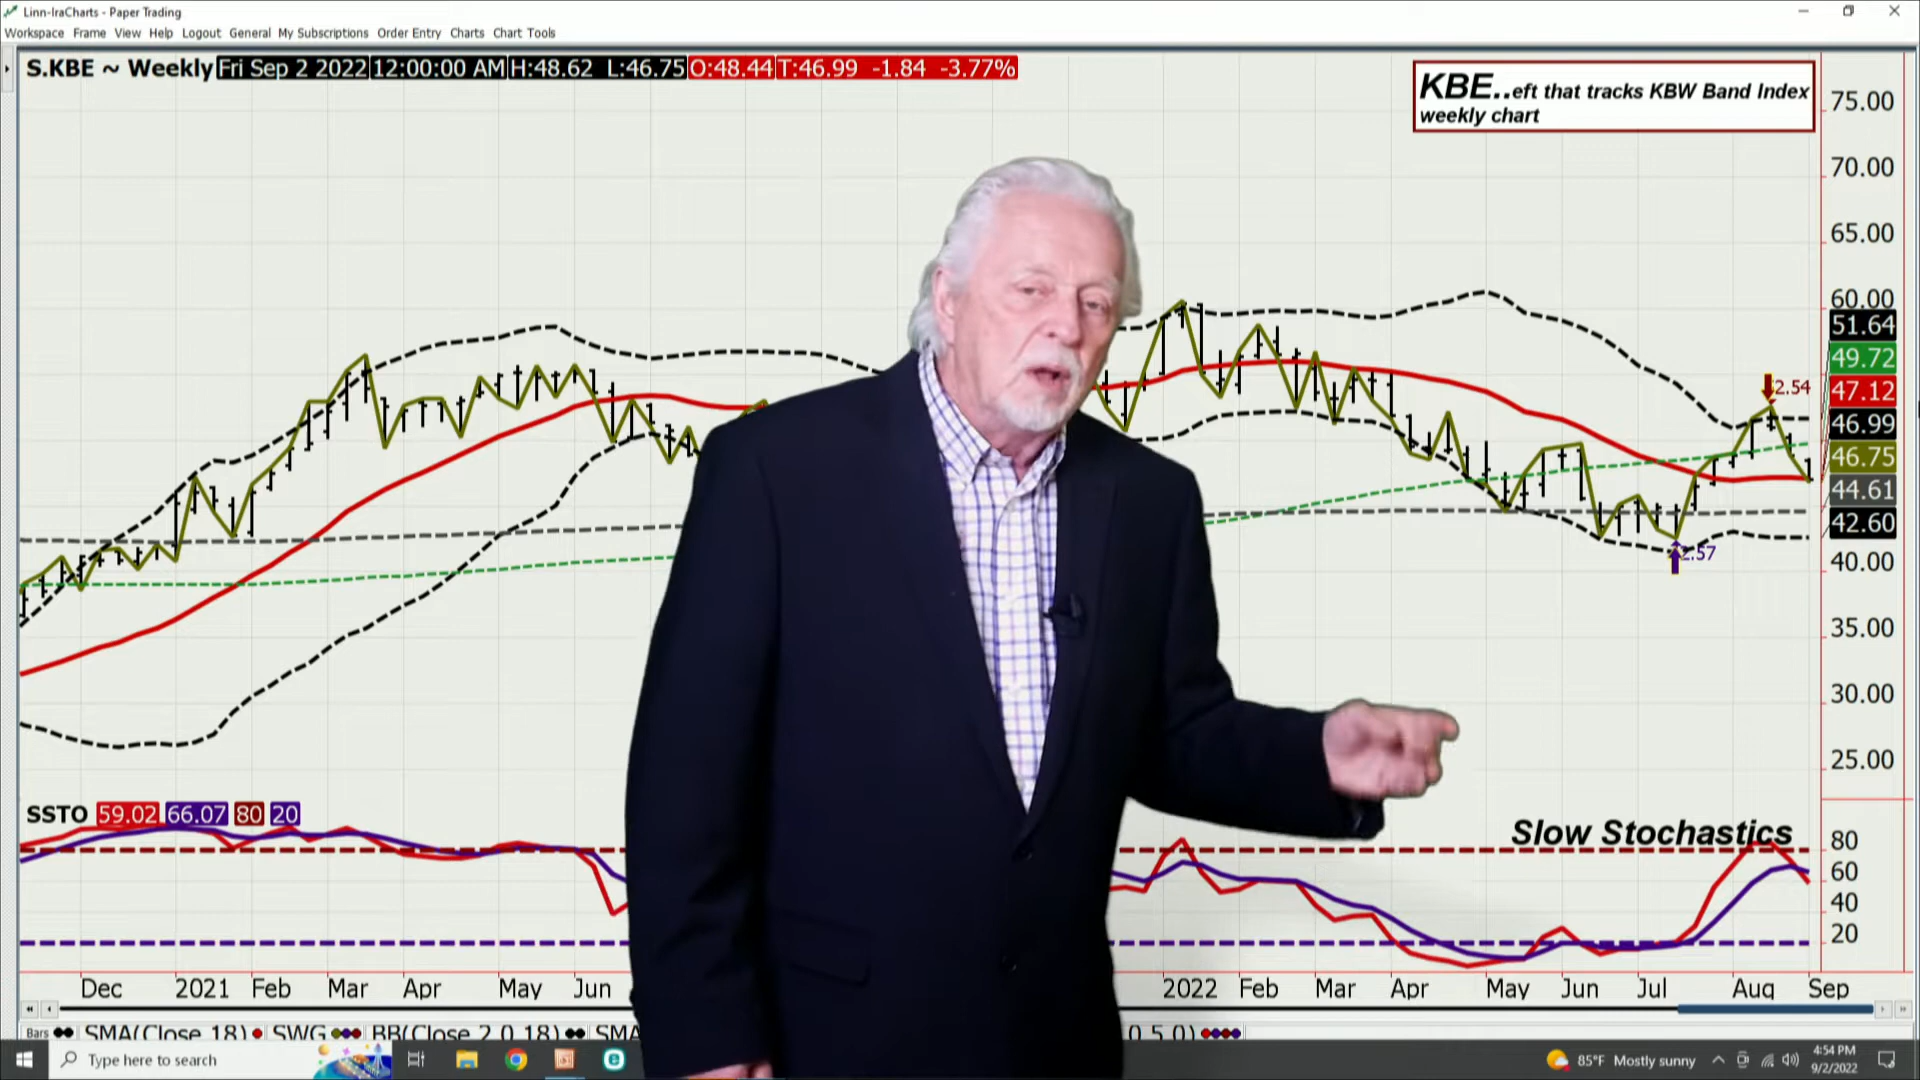 Linn-IraCharts - Paper Trading
Workspace Frame View Help Logout General My Subscriptions Order Entry Charts Chart Tools
S.KBE ~ Weekly Fri Sep 2 2022 12:00:00 AM H:48.62 L:46.75 O:48.44 T:46.99 -1.84 -3.77%
KBE..eft that tracks KBW Band Index
weekly chart
75.00
70.00
65.00
60.00
51.64
49.72
47.12
46.99
46.75
44.61
42.60
40.00
35.00
30.00
25.00
2.54
2.57
SSTO 59.02 66.07 80 20
Slow Stochastics
80
60
40
20
Dec 2021 Feb Mar Apr May Jun 2022 Feb Mar Apr May Jun Jul Aug Sep
Bars SMA(Close 18) SWG BB(Close 2.0 18) SMA
Type here to search
85°F Mostly sunny
4:54 PM
9/2/2022